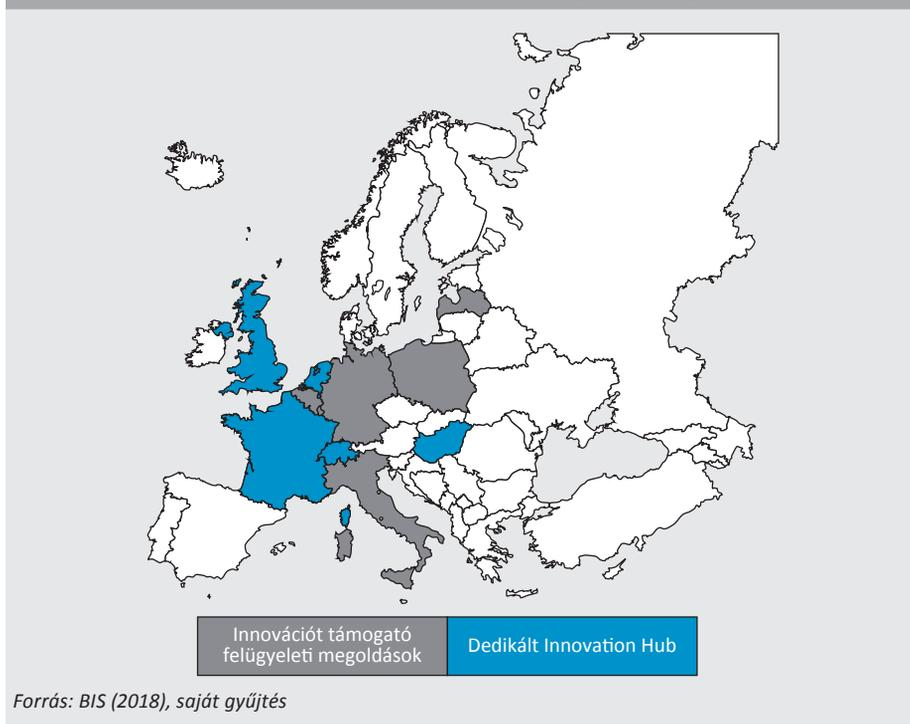 Innovációt támogató
felügyeleti megoldások
Dedikált Innovation Hub
Forrás: BIS (2018), saját gyűjtés